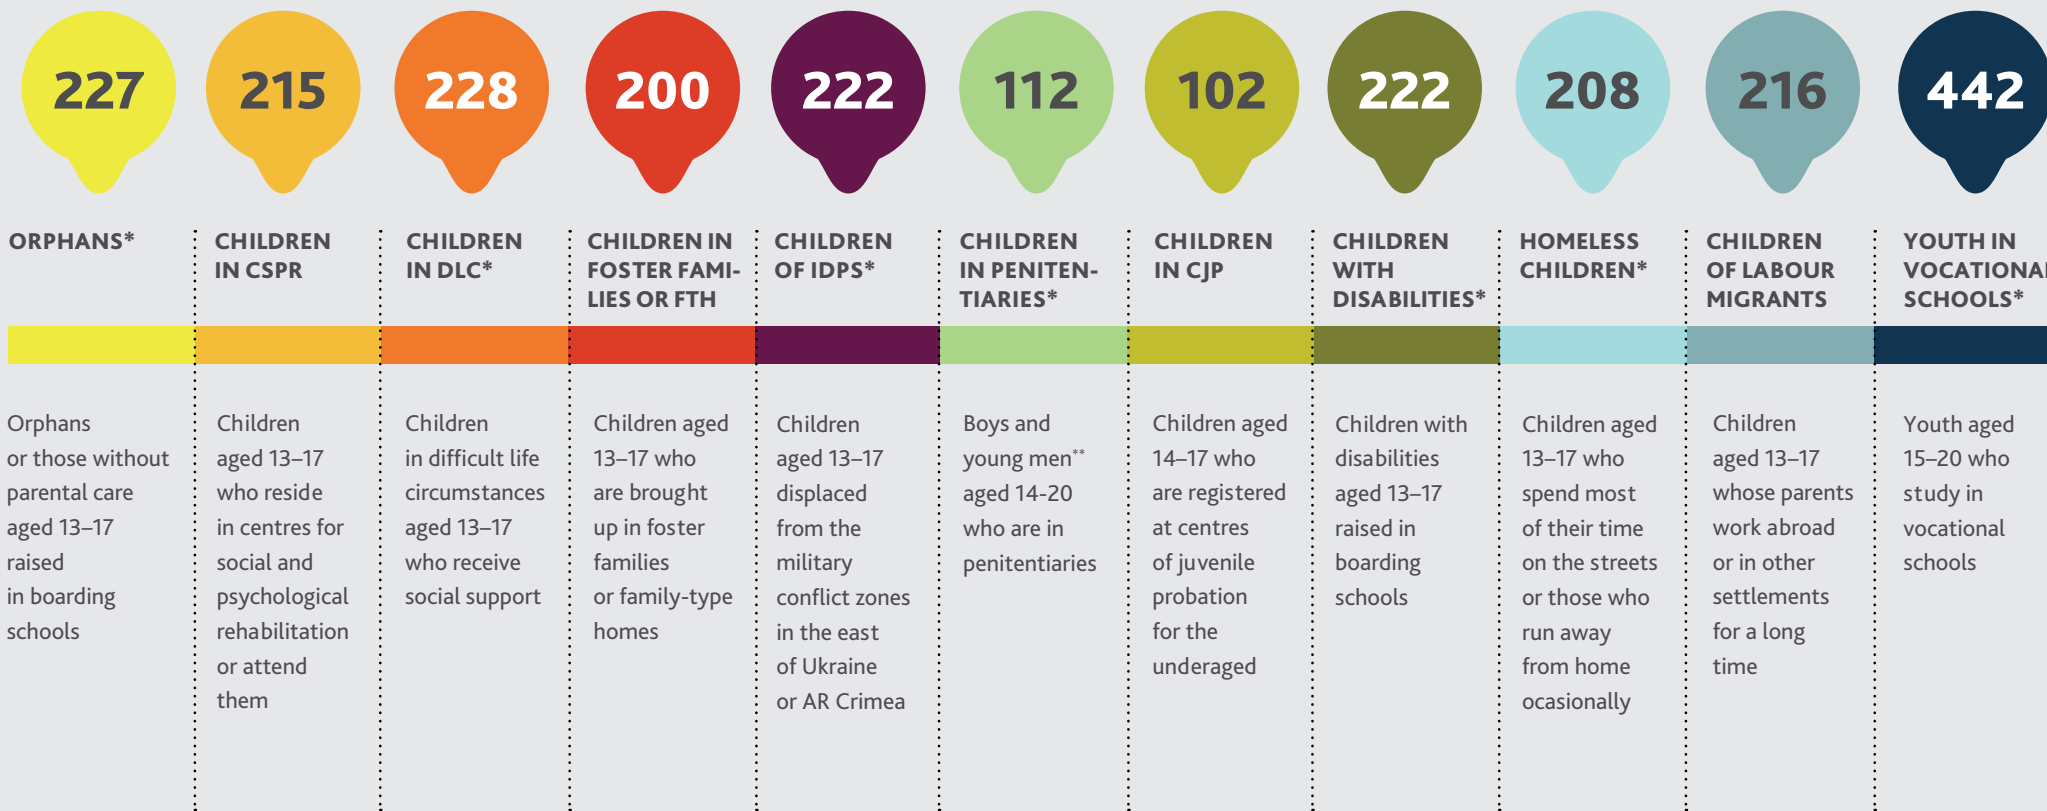 227
215
228
200
222
112
102
222
208
216
442
ORPHANS*
CHILDREN
IN CSPR
CHILDREN
IN DLC*
CHILDREN IN
FOSTER FAMI-
LIES OR FTH
CHILDREN
OF IDPS*
CHILDREN
IN PENITEN-
TIARIES*
CHILDREN
IN CJP
CHILDREN
WITH
DISABILITIES*
HOMELESS
CHILDREN*
CHILDREN
OF LABOUR
MIGRANTS
YOUTH IN
VOCATIONAL
SCHOOLS*
Orphans
or those without
parental care
aged 13–17
raised
in boarding
schools
Children
aged 13–17
who reside
in centres for
social and
psychological
rehabilitation
or attend
them
Children
in difficult life
circumstances
aged 13–17
who receive
social support
Children aged
13–17 who
are brought
up in foster
families
or family-type
homes
Children
aged 13–17
displaced
from the
military
conflict zones
in the east
of Ukraine
or AR Crimea
Boys and
young men**
aged 14-20
who are in
penitentiaries
Children aged
14–17 who
are registered
at centres
of juvenile
probation
for the
underaged
Children with
disabilities
aged 13–17
raised in
boarding
schools
Children aged
13–17 who
spend most
of their time
on the streets
or those who
run away
from home
ocasionally
Children
aged 13–17
whose parents
work abroad
or in other
settlements
for a long
time
Youth aged
15–20 who
study in
vocational
schools